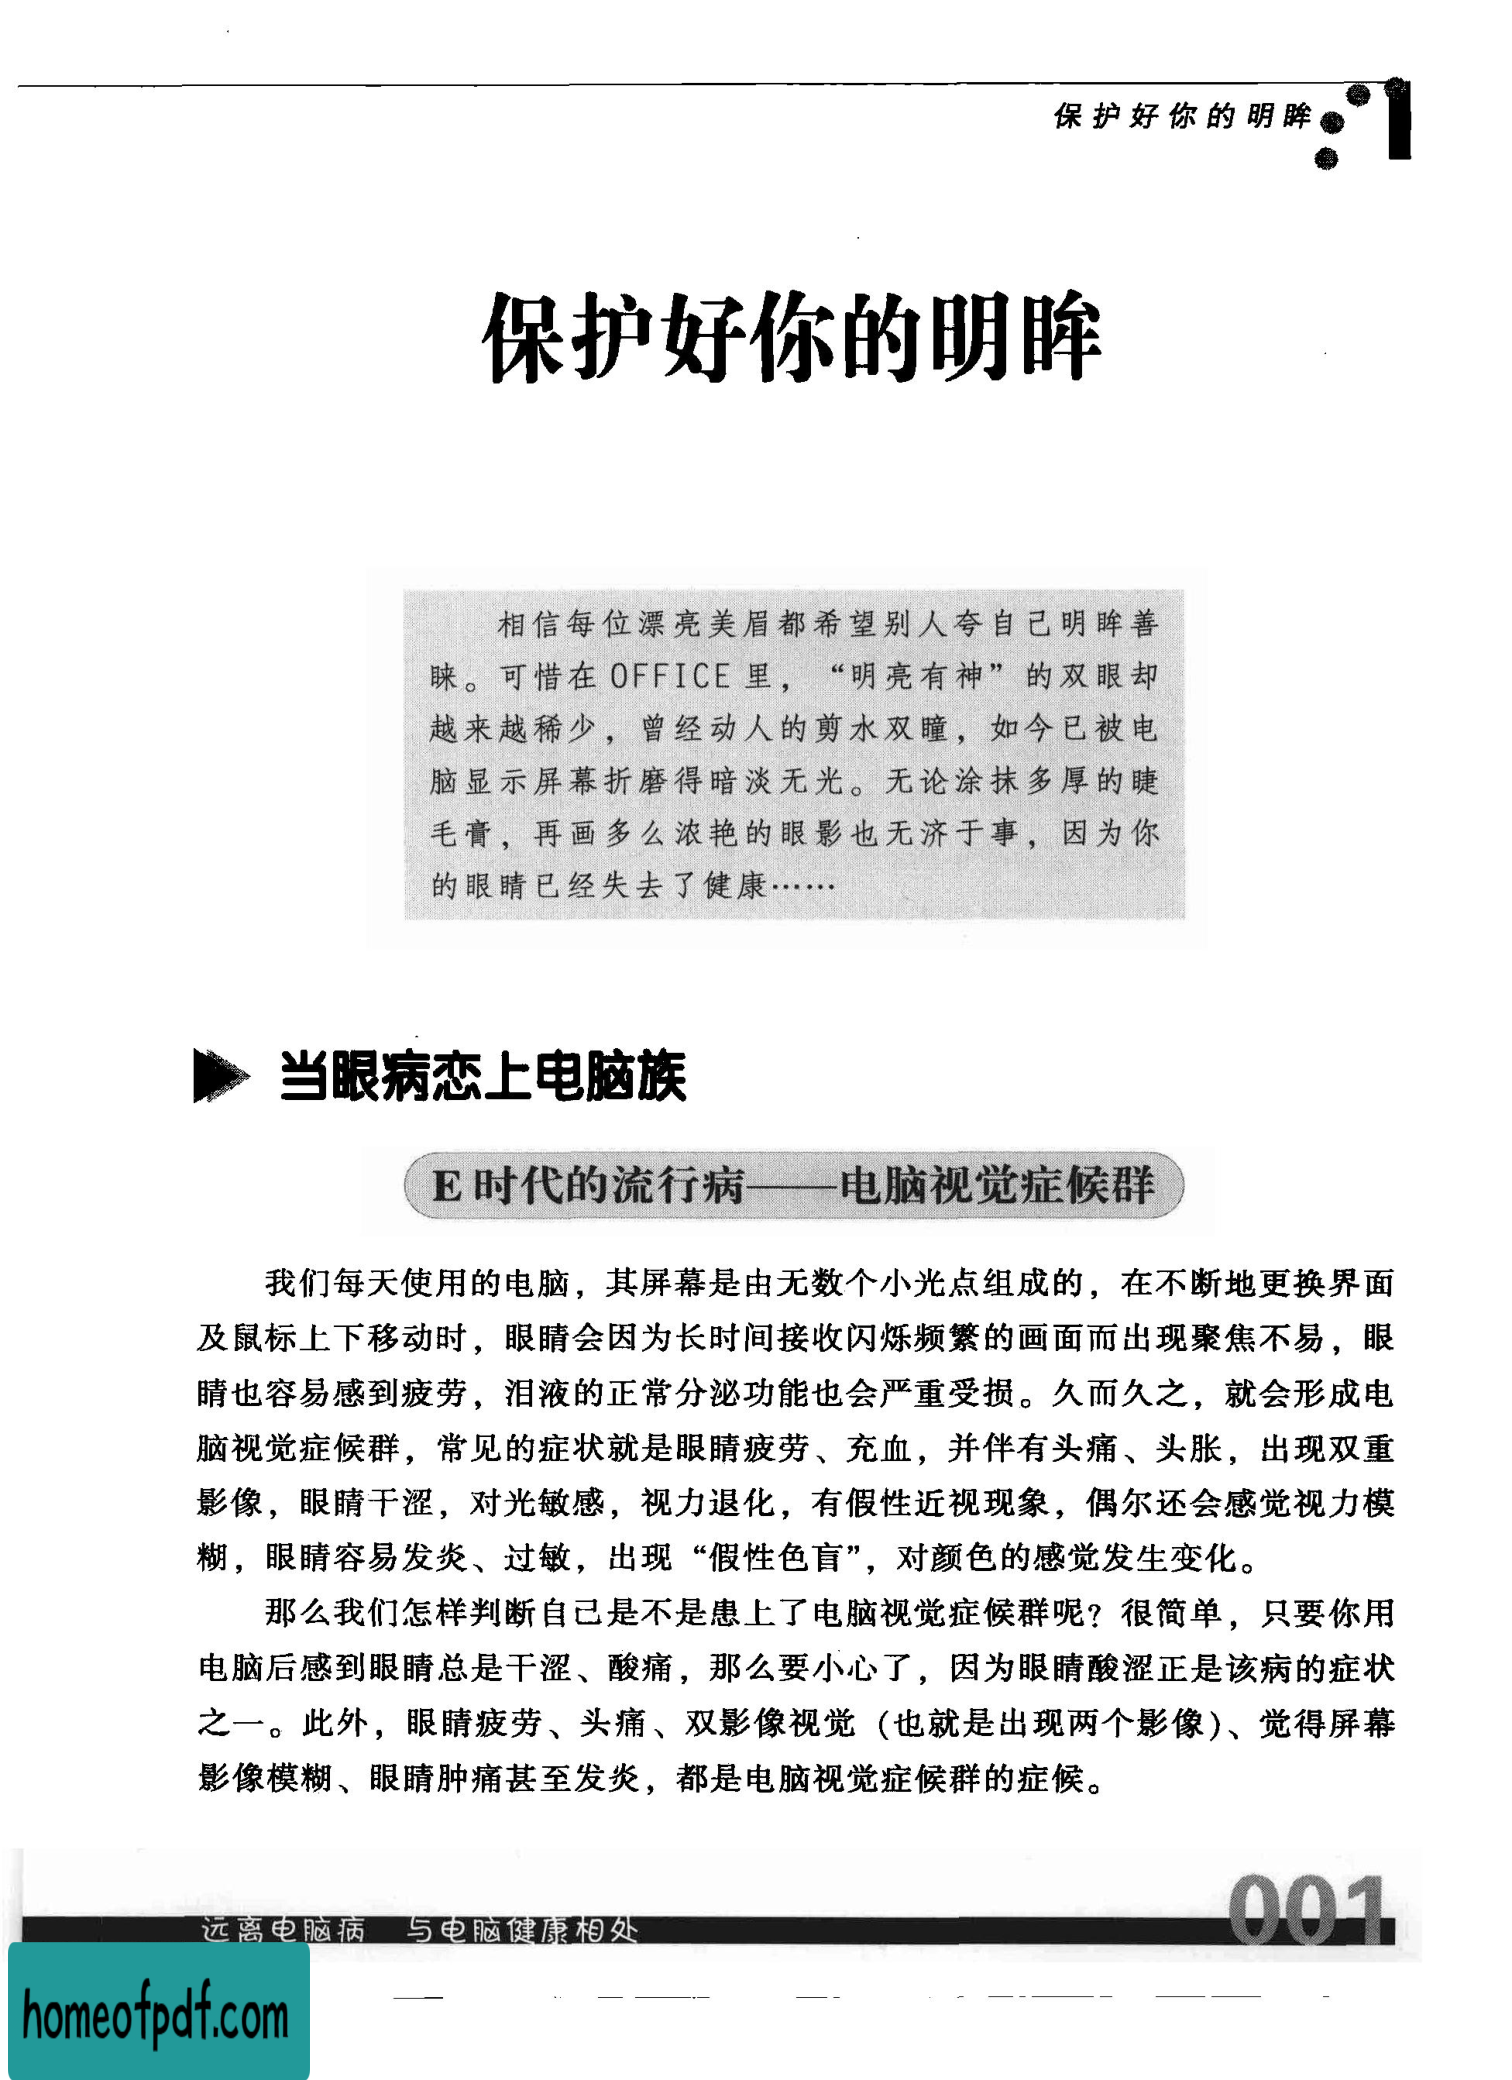 保护好你的明眸
1
保护好你的明眸
相信每位漂亮美眉都希望别人夸自己明眸善
睐。可惜在 OFFICE 里，“明亮有神”的双眼却
越来越稀少，曾经动人的剪水双瞳，如今已被电
脑显示屏幕折磨得暗淡无光。无论涂抹多厚的睫
毛膏，再画多么浓艳的眼影也无济于事，因为你
的眼睛已经失去了健康……
当眼病恋上电脑族
E 时代的流行病——电脑视觉症候群
我们每天使用的电脑，其屏幕是由无数个小光点组成的，在不断地更换界面
及鼠标上下移动时，眼睛会因为长时间接收闪烁频繁的画面而出现聚焦不易，眼
睛也容易感到疲劳，泪液的正常分泌功能也会严重受损。久而久之，就会形成电
脑视觉症候群，常见的症状就是眼睛疲劳、充血，并伴有头痛、头胀，出现双重
影像，眼睛干涩，对光敏感，视力退化，有假性近视现象，偶尔还会感觉视力模
糊，眼睛容易发炎、过敏，出现“假性色盲”，对颜色的感觉发生变化。
那么我们怎样判断自己是不是患上了电脑视觉症候群呢？很简单，只要你用
电脑后感到眼睛总是干涩、酸痛，那么要小心了，因为眼睛酸涩正是该病的症状
之一。此外，眼睛疲劳、头痛、双影像视觉（也就是出现两个影像）、觉得屏幕
影像模糊、眼睛肿痛甚至发炎，都是电脑视觉症候群的症候。
001
远离电脑病 与电脑健康相处
homeofpdf.com